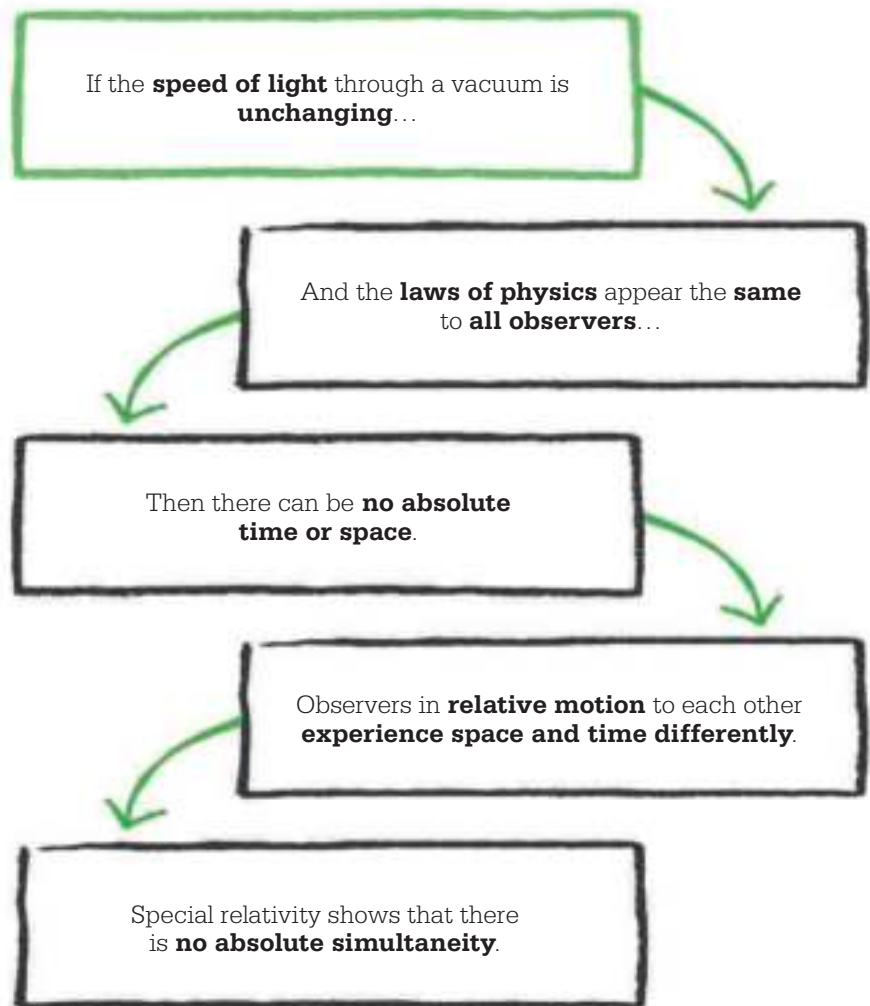 If the speed of light through a vacuum is
unchanging…
And the laws of physics appear the same
to all observers…
Then there can be no absolute
time or space.
Observers in relative motion to each other
experience space and time differently.
Special relativity shows that there
is no absolute simultaneity.